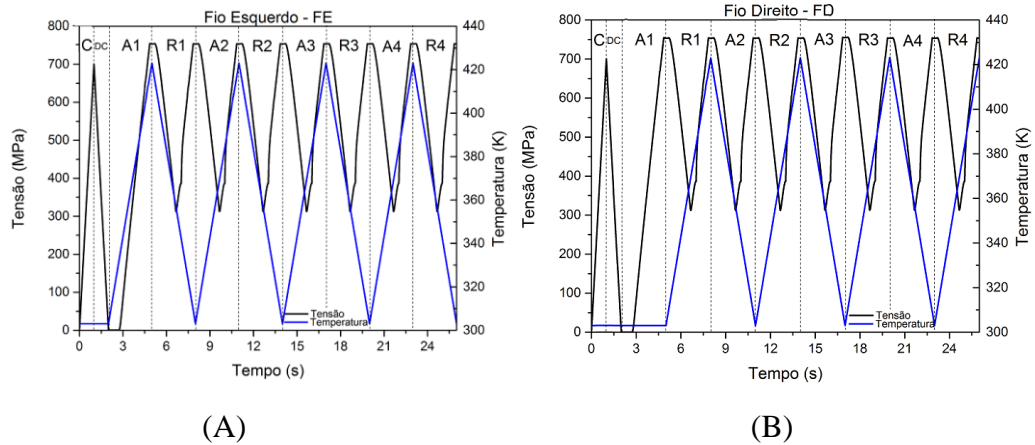 Fio Esquerdo - FE
C DC A1 R1 A2 R2 A3 R3 A4 R4
800
700
600
500
400
300
200
100
0
Tensão (MPa)
440
420
400
380
360
340
320
300
Temperatura (K)
Tensão
Temperatura
0 3 6 9 12 15 18 21 24
Tempo (s)
(A)
Fio Direito - FD
C DC A1 R1 A2 R2 A3 R3 A4 R4
800
700
600
500
400
300
200
100
0
Tensão (MPa)
440
420
400
380
360
340
320
300
Temperatura (K)
Tensão
Temperatura
0 3 6 9 12 15 18 21 24
Tempo (s)
(B)